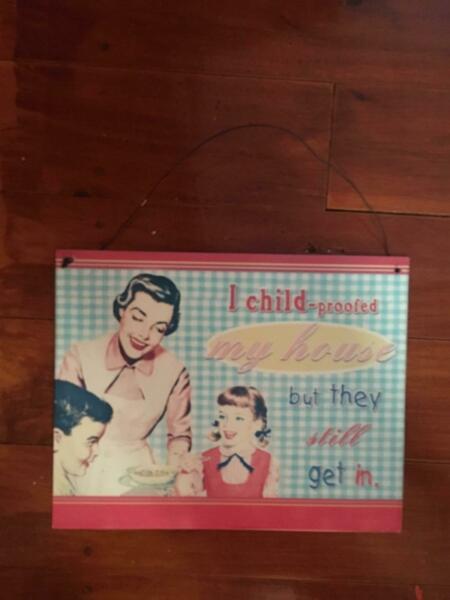 I child-proofed
my house
but they
still
get in.